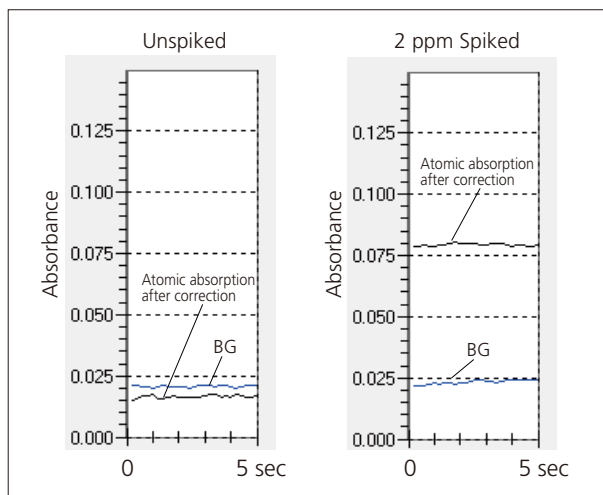 Unspiked
0.125
0.100
0.075
0.050
0.025
0.000
Absorbance
Atomic absorption
after correction
BG
0
5 sec
2 ppm Spiked
0.125
0.100
0.075
0.050
0.025
0.000
Absorbance
Atomic absorption
after correction
BG
0
5 sec